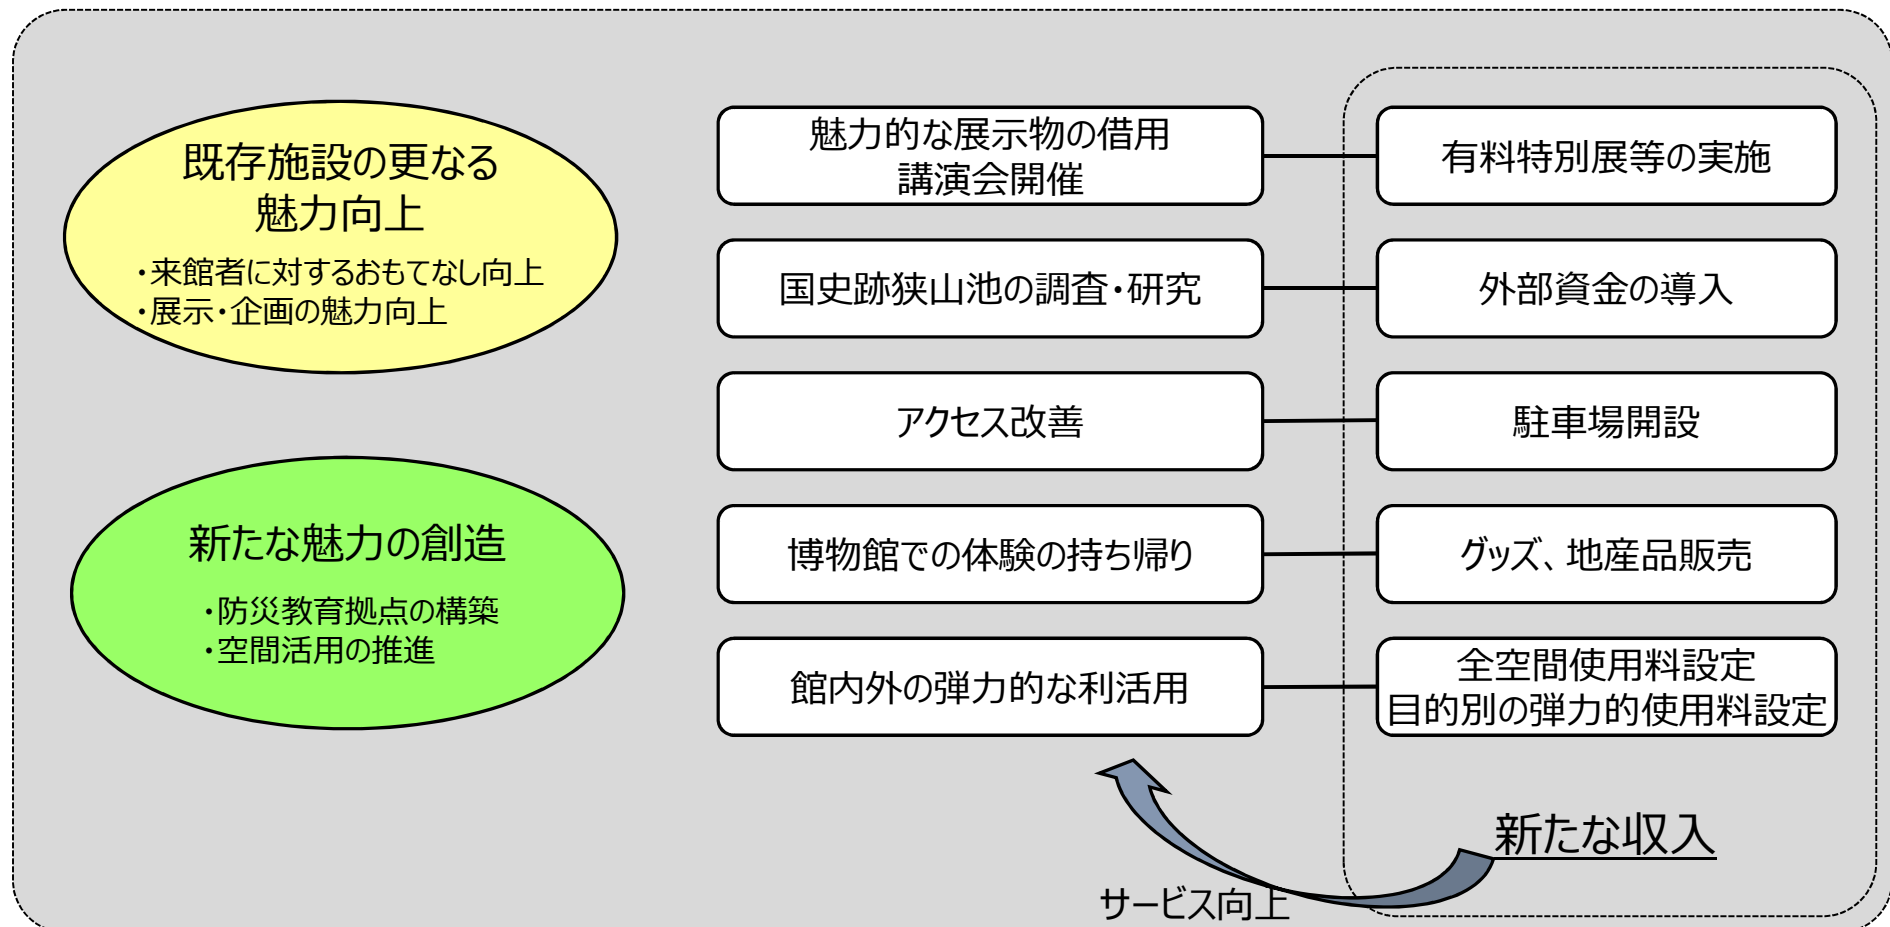 既存施設の更なる
魅力向上
・来館者に対するおもてなし向上
・展示・企画の魅力向上
新たな魅力の創造
・防災教育拠点の構築
・空間活用の推進
魅力的な展示物の借用
講演会開催
有料特別展等の実施
国史跡狭山池の調査・研究
外部資金の導入
アクセス改善
駐車場開設
博物館での体験の持ち帰り
グッズ、地産品販売
館内外の弾力的な利活用
全空間使用料設定
目的別の弾力的使用料設定
新たな収入
サービス向上